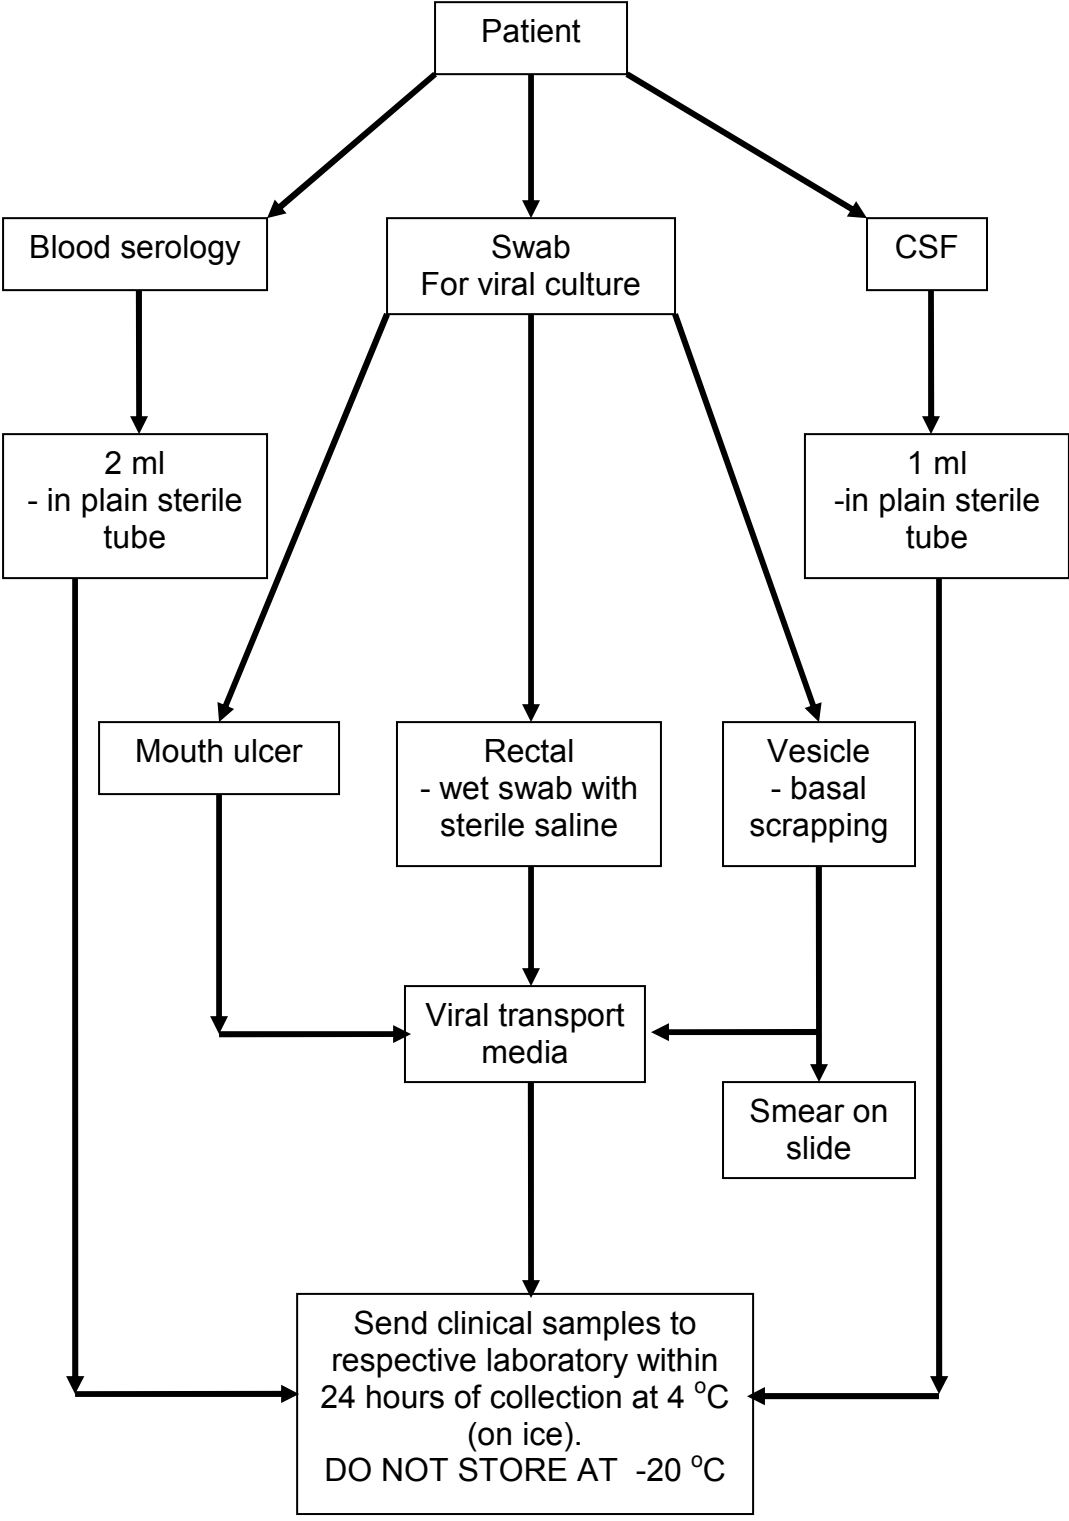 Patient
Blood serology
Swab
For viral culture
CSF
2 ml
- in plain sterile
tube
1 ml
-in plain sterile
tube
Mouth ulcer
Rectal
- wet swab with
sterile saline
Vesicle
- basal
scrapping
Viral transport
media
Smear on
slide
Send clinical samples to
respective laboratory within
24 hours of collection at 4 °C
(on ice).
DO NOT STORE AT -20 °C